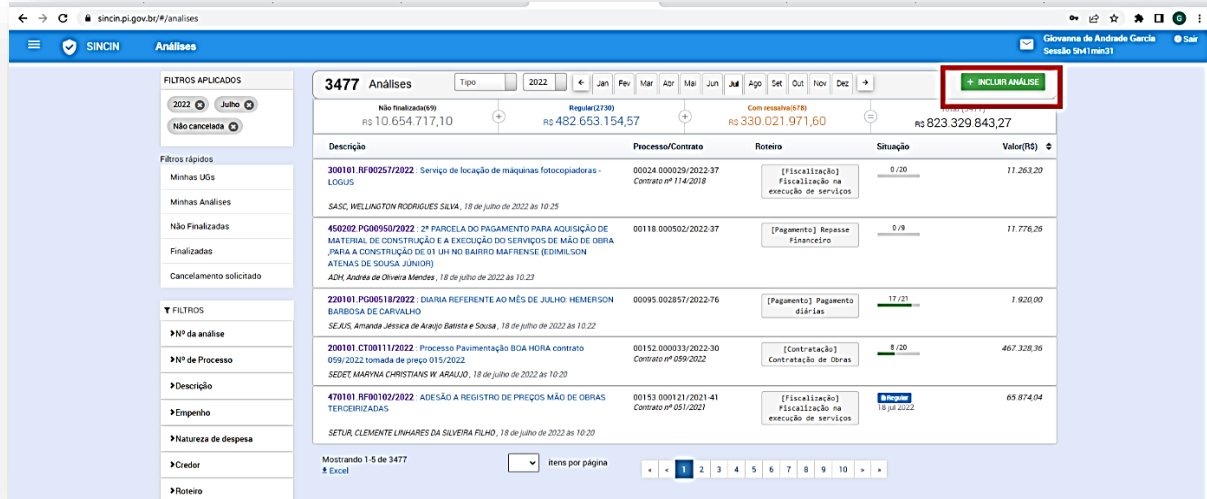 sincin.pi.gov.br/#/analises
G
SINCIN
Análises
Giovanna de Andrade Garcia
Sair
Sessão 5h41min31
FILTROS APLICADOS
2022
Julho
Não cancelada
Filtros rápidos
Minhas UGs
Minhas Análises
Não Finalizadas
Finalizadas
Cancelamento solicitado
FILTROS
Nº da análise
Nº de Processo
Descrição
Empenho
Natureza de despesa
Credor
Roteiro
3477 Análises
Tipo
2022
Jan Fev Mar Abr Mai Jun Jul Ago Set Out Nov Dez
+ INCLUIR ANÁLISE
Não finalizada(69)
R$ 10.654.717,10
Regular(2730)
R$ 482.653.154,57
Com ressalva(678)
R$ 330.021.971,60
R$ 823.329.843,27
Descrição Processo/Contrato Roteiro Situação Valor(R$)
300101.RF00257/2022 : Serviço de locação de máquinas fotocopiadoras -
LOGUS
SASC, WELLINGTON RODRIGUES SILVA , 18 de julho de 2022 às 10:25
00024.000029/2022-37
Contrato nº 114/2018
[Fiscalização]
Fiscalização na
execução de serviços
0 /20
11.263,20
450202.PG00950/2022 : 2ª PARCELA DO PAGAMENTO PARA AQUISIÇÃO DE
MATERIAL DE CONSTRUÇÃO E A EXECUÇÃO DO SERVIÇOS DE MÃO DE OBRA
,PARA A CONSTRUÇÃO DE 01 UH NO BAIRRO MAFRENSE (EDIMILSON
ATENAS DE SOUSA JÚNIOR)
ADH, Andréa de Oliveira Mendes , 18 de julho de 2022 às 10:23
00118.000502/2022-37
[Pagamento] Repasse
Financeiro
0 /9
11.776,26
220101.PG00518/2022 : DIARIA REFERENTE AO MÊS DE JULHO: HEMERSON
BARBOSA DE CARVALHO
SEJUS, Amanda Jéssica de Araújo Batista e Sousa , 18 de julho de 2022 às 10:22
00095.002857/2022-76
[Pagamento] Pagamento
diárias
17 /21
1.920,00
200101.CT00111/2022 : Processo Pavimentação BOA HORA contrato
059/2022 tomada de preço 015/2022
SEDET, MARYNA CHRISTIANS W. ARAUJO , 18 de julho de 2022 às 10:20
00152.000033/2022-30
Contrato nº 059/2022
[Contratação]
Contratação de Obras
8 /20
467.328,36
470101.RF00102/2022 : ADESÃO A REGISTRO DE PREÇOS MÃO DE OBRAS
TERCEIRIZADAS
SETUR, CLEMENTE LINHARES DA SILVEIRA FILHO , 18 de julho de 2022 às 10:20
00153.000121/2021-41
Contrato nº 051/2021
[Fiscalização]
Fiscalização na
execução de serviços
Regular
18 jul 2022
65.874,04
Mostrando 1-5 de 3477
Excel
itens por página
« < 1 2 3 4 5 6 7 8 9 10 > »